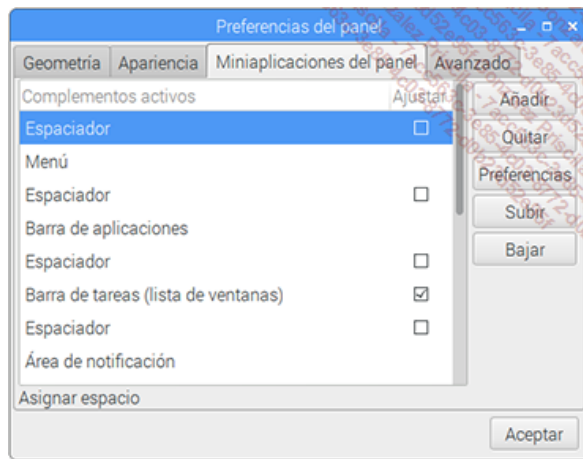 Preferencias del panel
Geometría Apariencia Miniaplicaciones del panel Avanzado
Complementos activos Ajustar
Añadir
Espaciador
Quitar
Menú
Preferencias
Espaciador
Subir
Barra de aplicaciones
Bajar
Espaciador
Barra de tareas (lista de ventanas)
Espaciador
Área de notificación
Asignar espacio
Aceptar